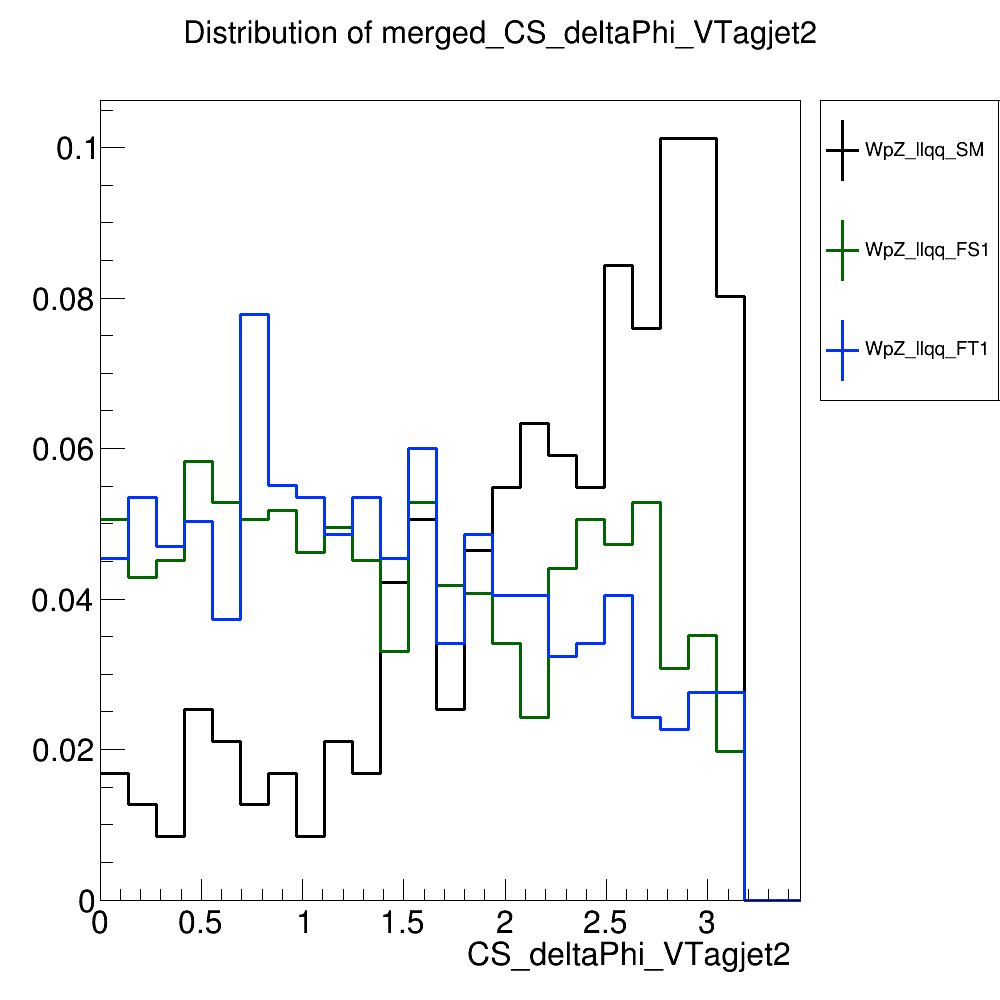 Distribution of merged_CS_deltaPhi_VTagjet2
0.1
0.08
0.06
0.04
0.02
0
0 0.5 1 1.5 2 2.5 3
CS_deltaPhi_VTagjet2
WpZ_llqq_SM
WpZ_llqq_FS1
WpZ_llqq_FT1